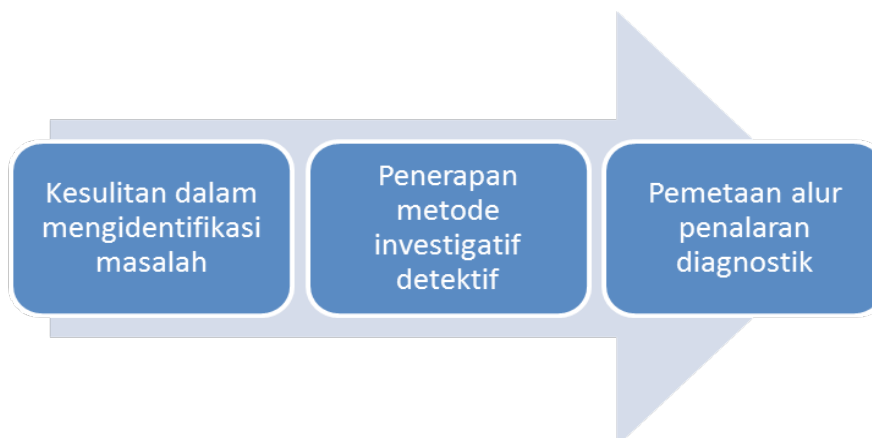 Kesulitan dalam
mengidentifikasi
masalah
Penerapan
metode
investigatif
detektif
Pemetaan alur
penalaran
diagnostik